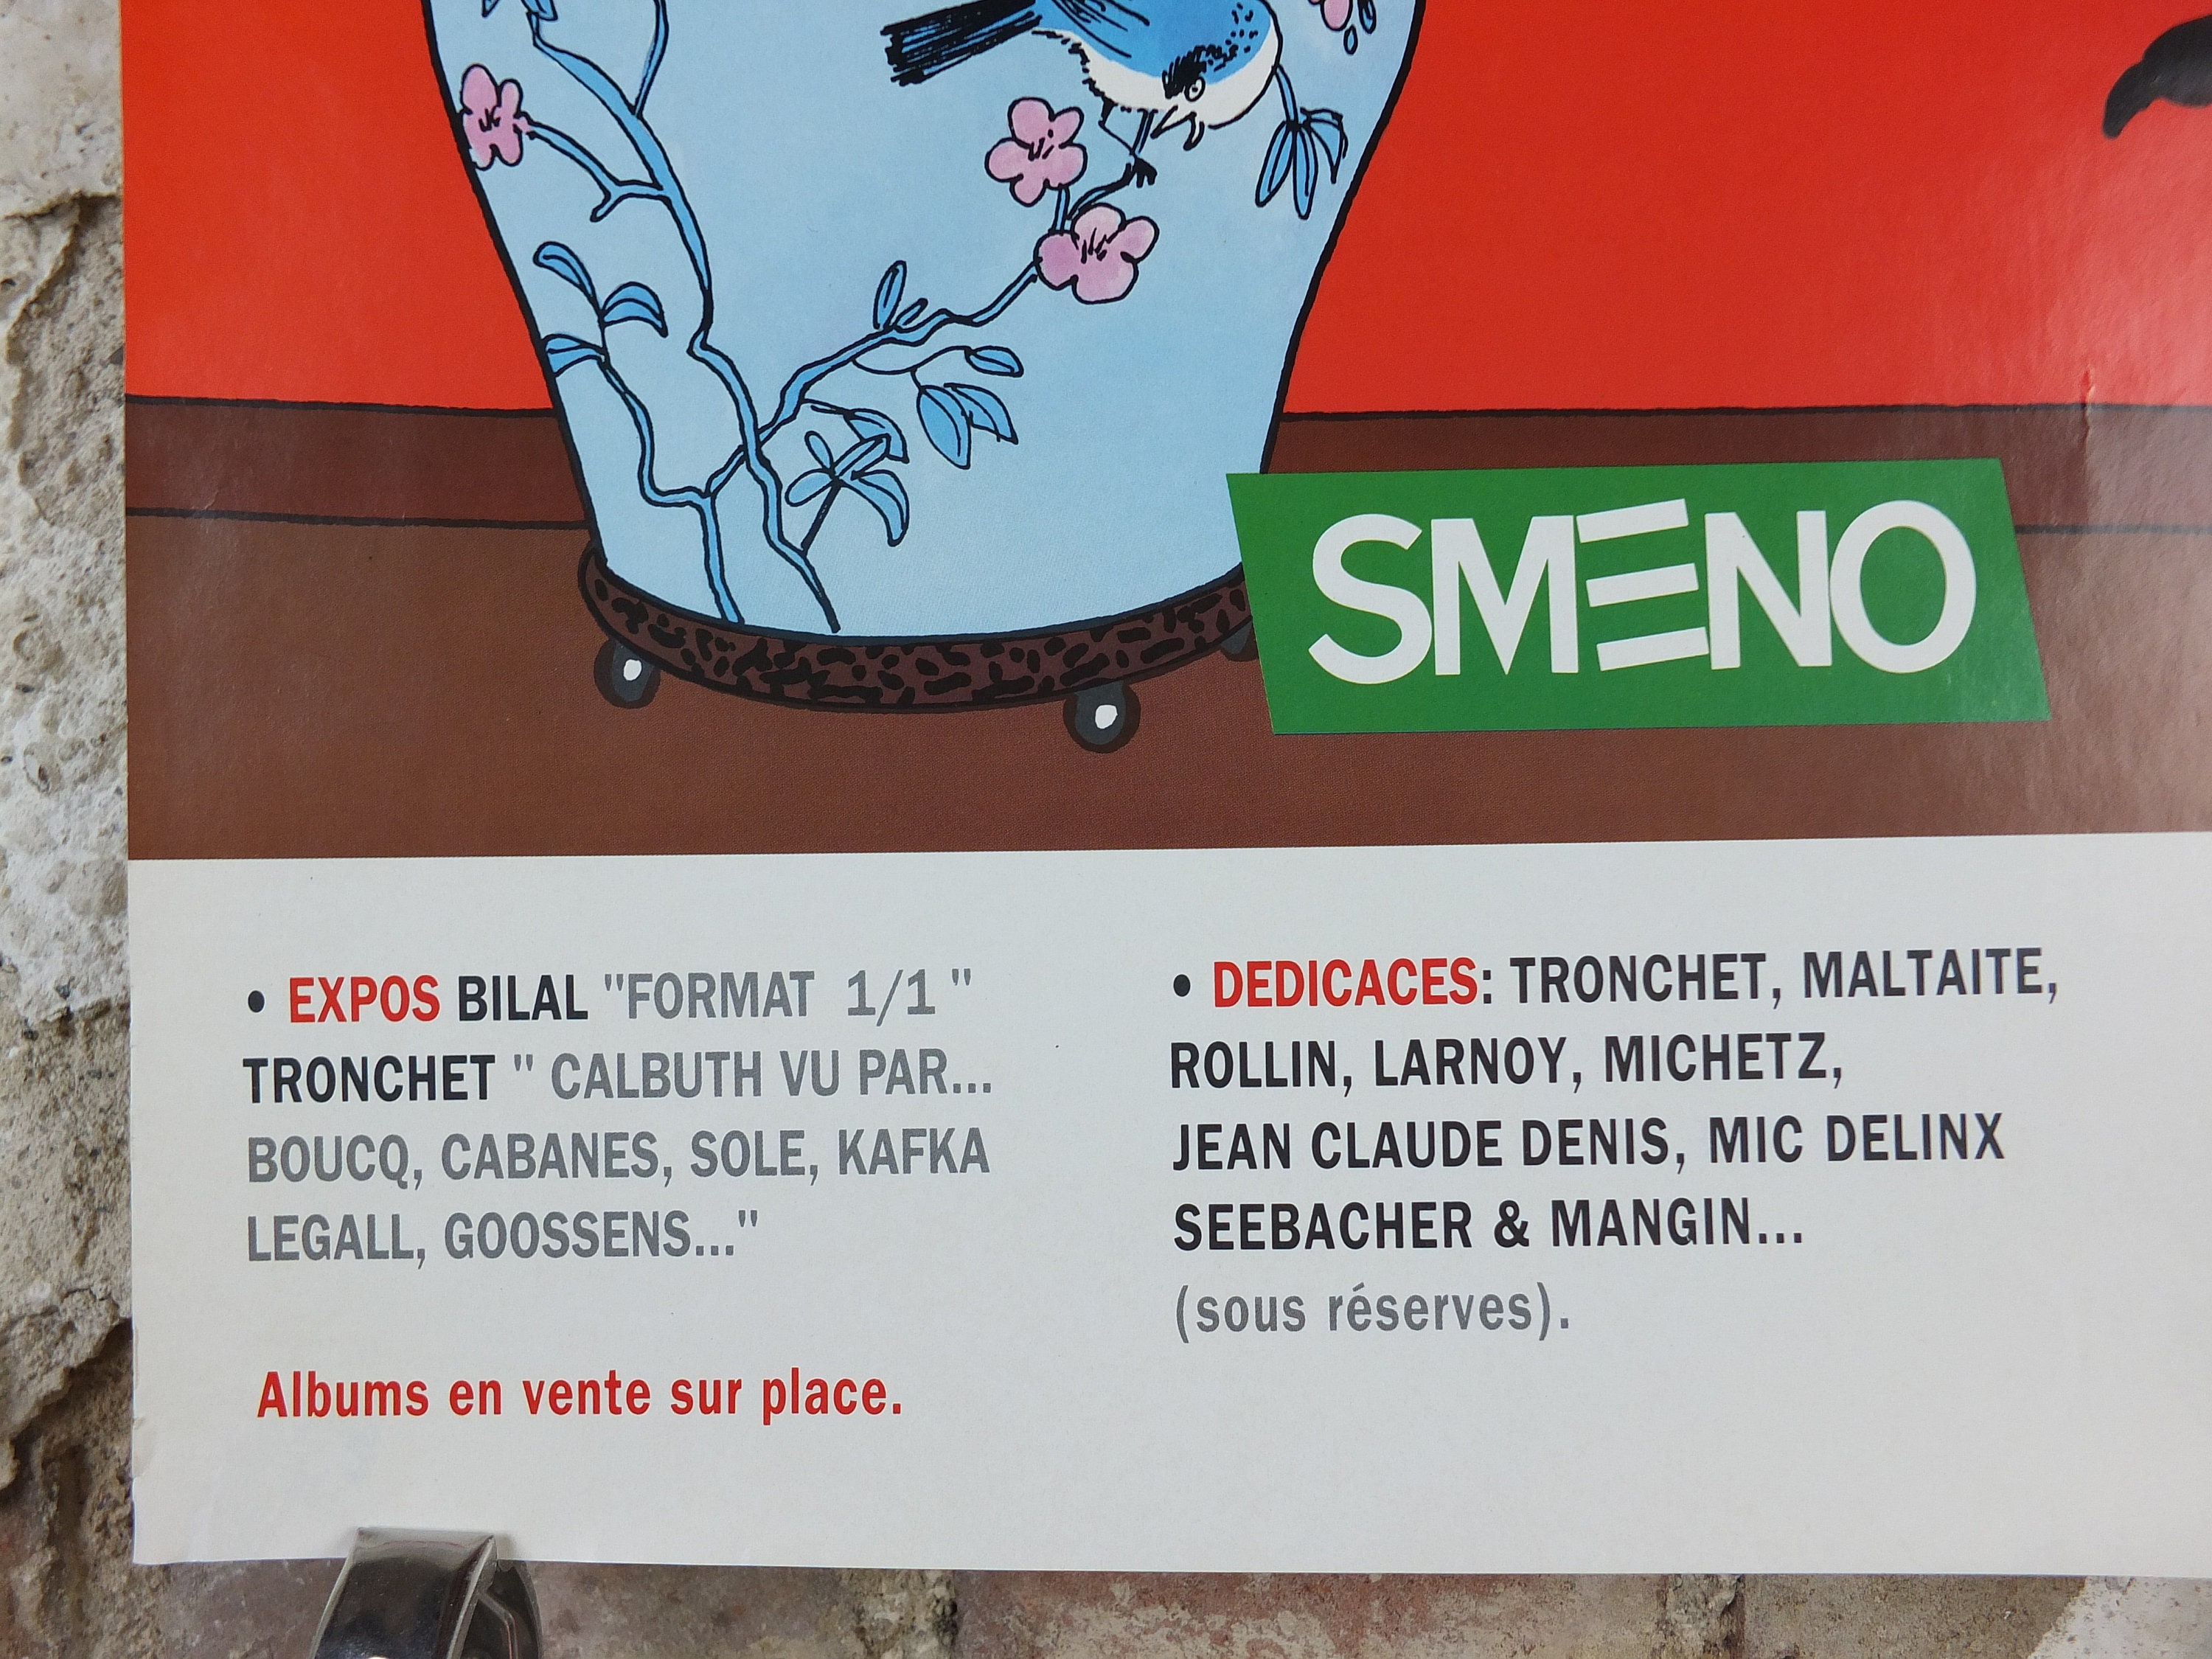 SMENO
• EXPOS BILAL "FORMAT 1/1 "
TRONCHET " CALBUTH VU PAR...
BOUCQ, CABANES, SOLE, KAFKA
LEGALL, GOOSSENS..."
Albums en vente sur place.
• DEDICACES: TRONCHET, MALTAITE,
ROLLIN, LARNOY, MICHETZ,
JEAN CLAUDE DENIS, MIC DELINX
SEEBACHER & MANGIN...
(sous réserves).